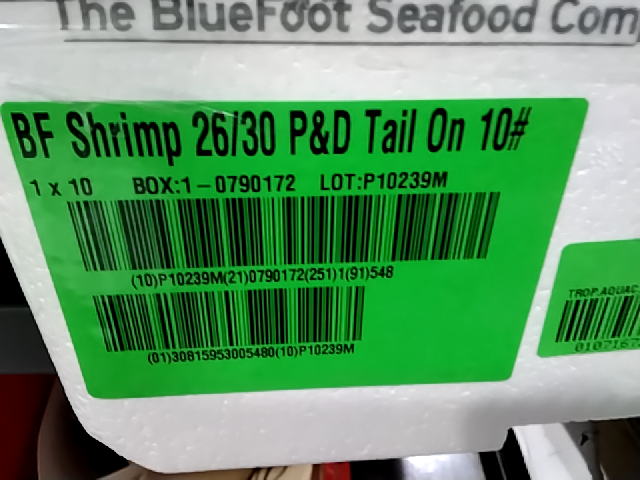 The BlueFoot Seafood Com
BF Shrimp 26/30 P&D Tail On 10#
1 x 10 BOX:1-0790172 LOT:P10239M
(10)P10239M(21)0790172(251)1(91)548
(01)30815953005480(10)P10239M
TROP.AQUAC.
0107167